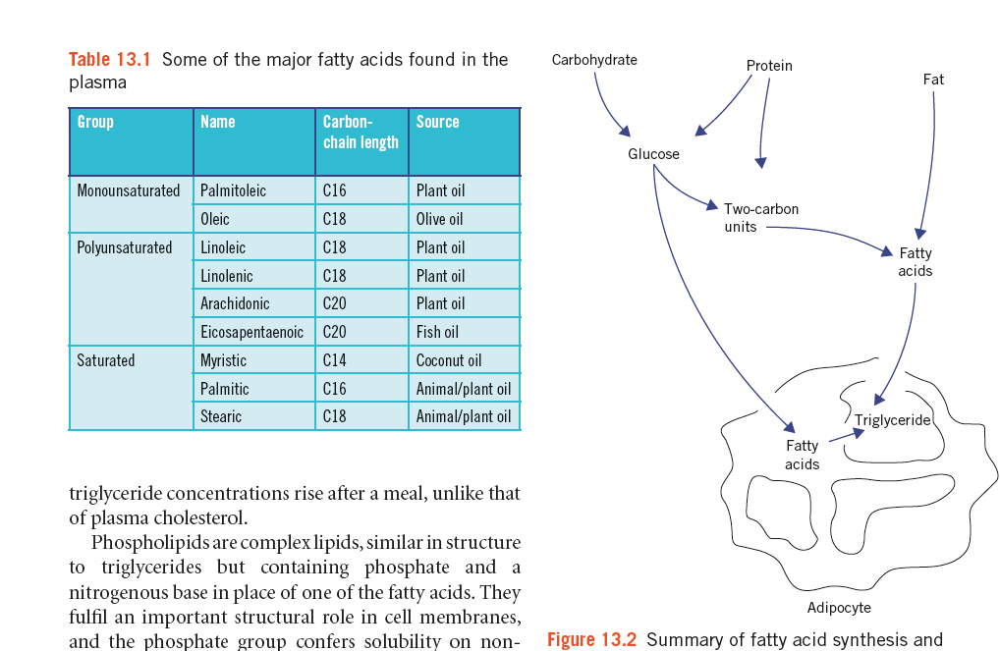 Table 13.1 Some of the major fatty acids found in the
plasma
Group Name Carbon-chain length Source
Monounsaturated Palmitoleic C16 Plant oil
Oleic C18 Olive oil
Polyunsaturated Linoleic C18 Plant oil
Linolenic C18 Plant oil
Arachidonic C20 Plant oil
Eicosapentaenoic C20 Fish oil
Saturated Myristic C14 Coconut oil
Palmitic C16 Animal/plant oil
Stearic C18 Animal/plant oil
triglyceride concentrations rise after a meal, unlike that
of plasma cholesterol.
Phospholipids are complex lipids, similar in structure
to triglycerides but containing phosphate and a
nitrogenous base in place of one of the fatty acids. They
fulfil an important structural role in cell membranes,
and the phosphate group confers solubility on non-
Carbohydrate
Protein
Fat
Glucose
Two-carbon
units
Fatty
acids
Triglyceride
Fatty
acids
Adipocyte
Figure 13.2 Summary of fatty acid synthesis and